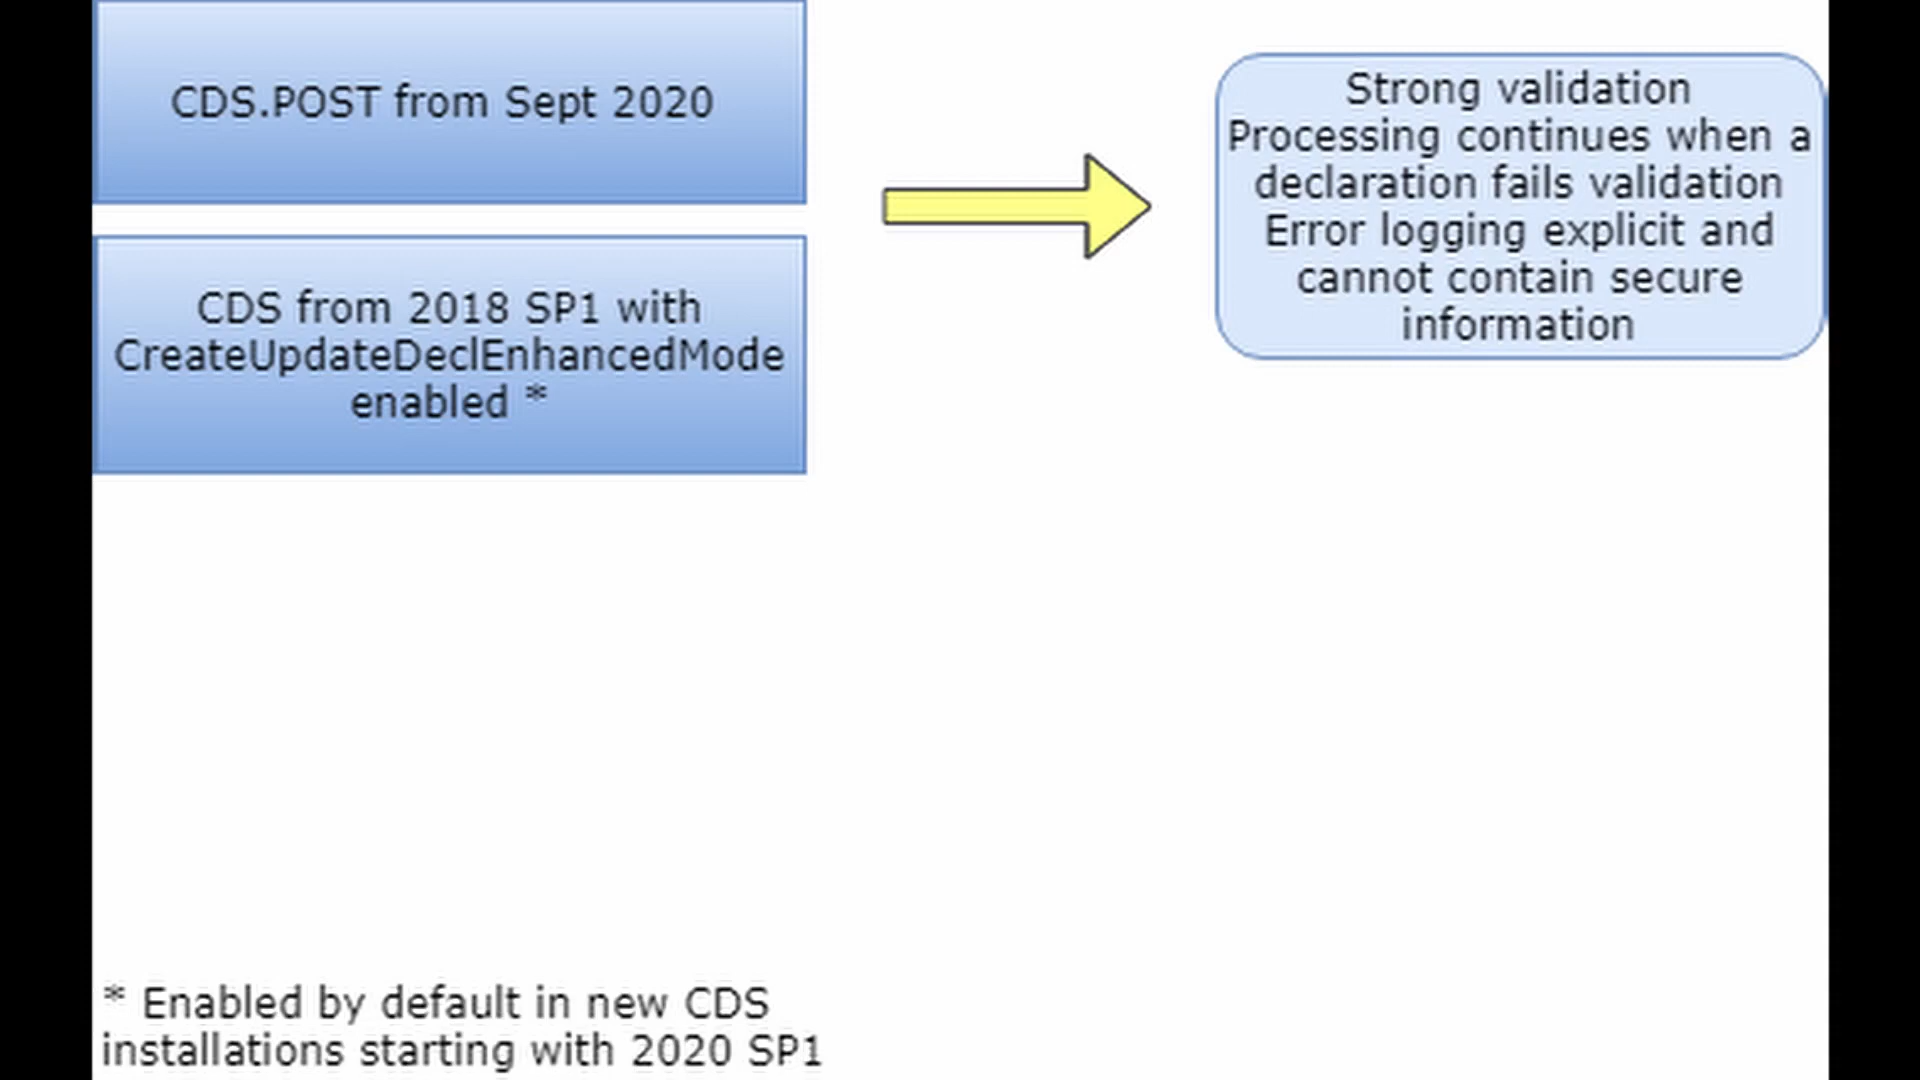 CDS.POST from Sept 2020
CDS from 2018 SP1 with
CreateUpdateDeclEnhancedMode
enabled *
Strong validation
Processing continues when a
declaration fails validation
Error logging explicit and
cannot contain secure
information
* Enabled by default in new CDS
installations starting with 2020 SP1